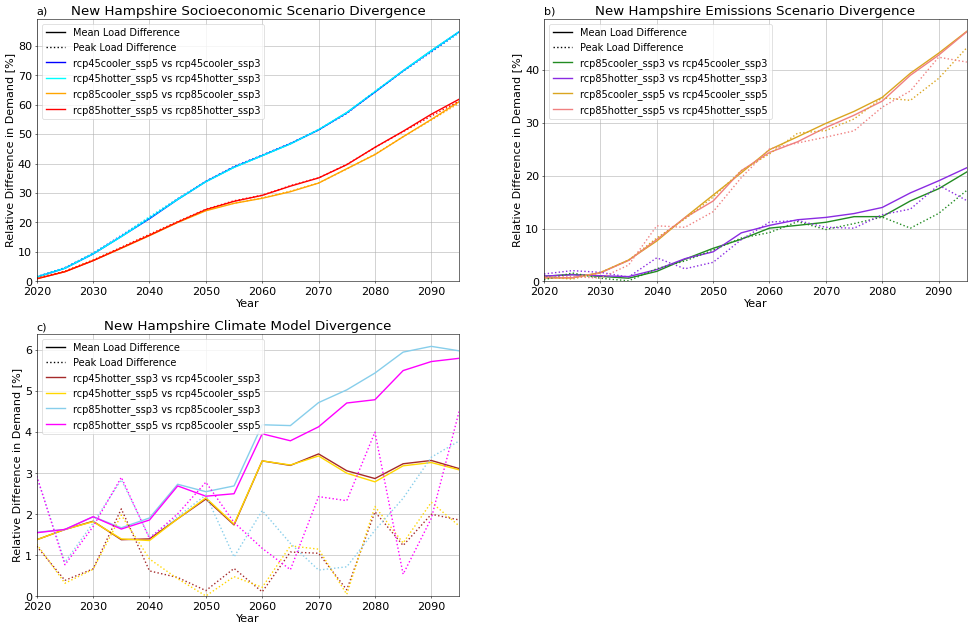 a) New Hampshire Socioeconomic Scenario Divergence
Relative Difference in Demand [%]
80
70
60
50
40
30
20
10
0
Mean Load Difference
Peak Load Difference
rcp45cooler_ssp5 vs rcp45cooler_ssp3
rcp45hotter_ssp5 vs rcp45hotter_ssp3
rcp85cooler_ssp5 vs rcp85cooler_ssp3
rcp85hotter_ssp5 vs rcp85hotter_ssp3
2020 2030 2040 2050 2060 2070 2080 2090
Year
b) New Hampshire Emissions Scenario Divergence
Relative Difference in Demand [%]
40
30
20
10
0
Mean Load Difference
Peak Load Difference
rcp85cooler_ssp3 vs rcp45cooler_ssp3
rcp85hotter_ssp3 vs rcp45hotter_ssp3
rcp85cooler_ssp5 vs rcp45cooler_ssp5
rcp85hotter_ssp5 vs rcp45hotter_ssp5
2020 2030 2040 2050 2060 2070 2080 2090
Year
c) New Hampshire Climate Model Divergence
Relative Difference in Demand [%]
6
5
4
3
2
1
0
Mean Load Difference
Peak Load Difference
rcp45hotter_ssp3 vs rcp45cooler_ssp3
rcp45hotter_ssp5 vs rcp45cooler_ssp5
rcp85hotter_ssp3 vs rcp85cooler_ssp3
rcp85hotter_ssp5 vs rcp85cooler_ssp5
2020 2030 2040 2050 2060 2070 2080 2090
Year